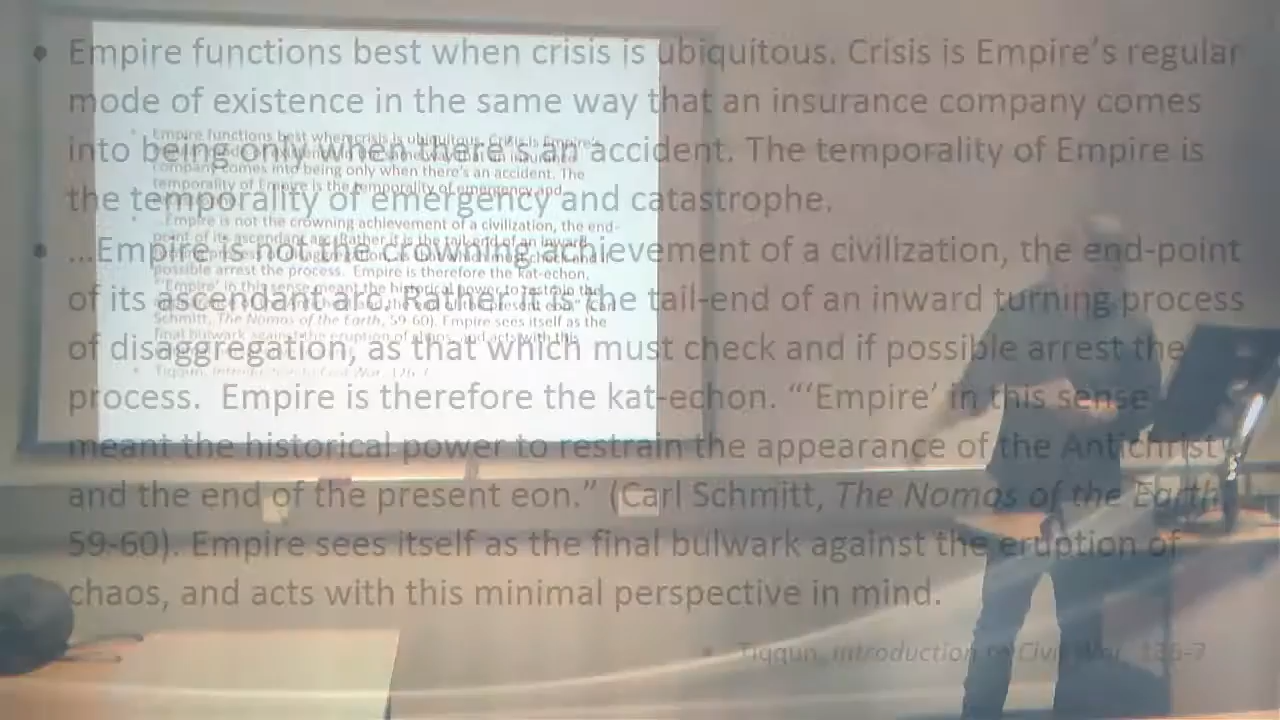 • Empire functions best when crisis is ubiquitous. Crisis is Empire's regular
mode of existence in the same way that an insurance company comes
into being only when there's an accident. The temporality of Empire is
the temporality of emergency and catastrophe.
• ...Empire is not the crowning achievement of a civilization, the end-point
of its ascendant arc. Rather it is the tail-end of an inward turning process
of disaggregation, as that which must check and if possible arrest the
process. Empire is therefore the kat-echon. “‘Empire’ in this sense
meant the historical power to restrain the appearance of the Antichrist
and the end of the present eon.” (Carl Schmitt, The Nomos of the Earth,
59-60). Empire sees itself as the final bulwark against the eruption of
chaos, and acts with this minimal perspective in mind.
• Tiqqun, Introduction to Civil War, 126-7